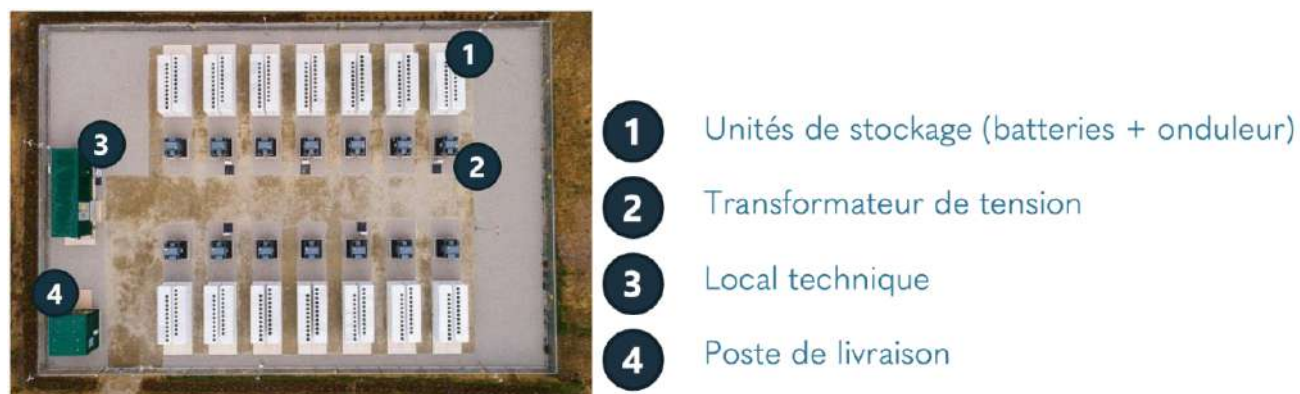 1
3
2
4
1 Unités de stockage (batteries + onduleur)
2 Transformateur de tension
3 Local technique
4 Poste de livraison